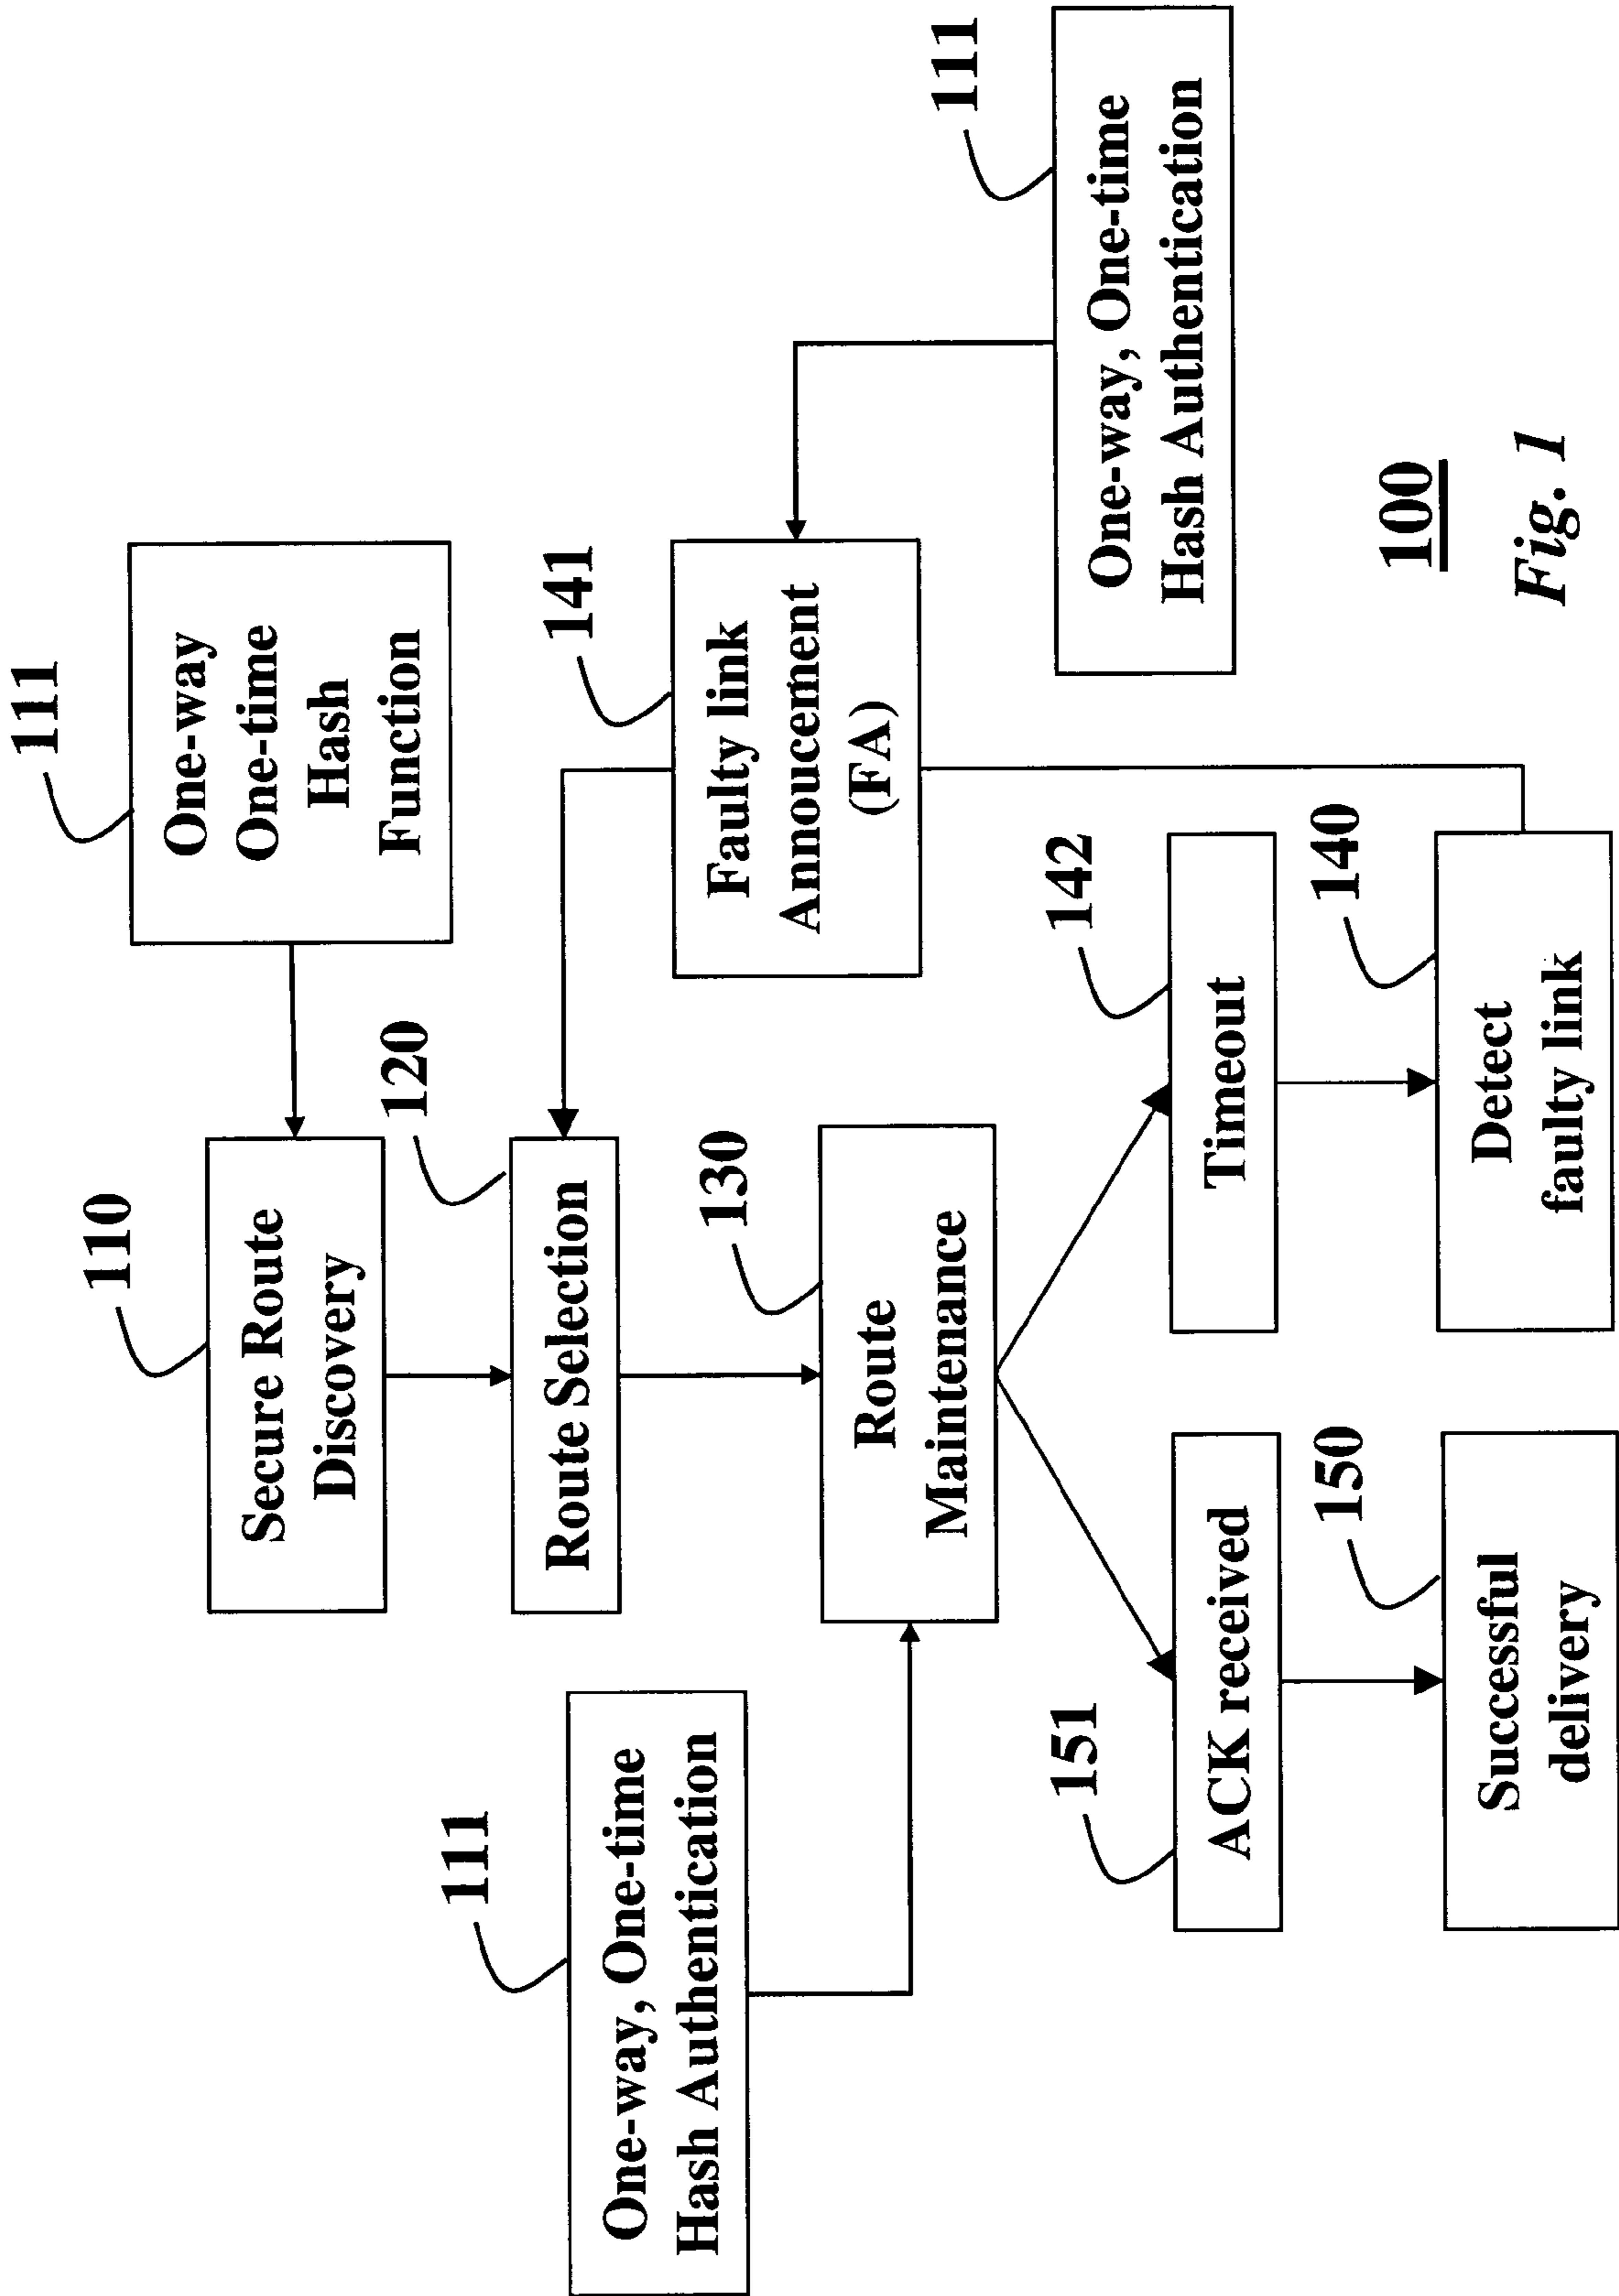 111
One-way
One-time
Hash
Function
110
Secure Route
Discovery
120
Route Selection
141
Faulty link
Annoucement
(FA)
111
One-way, One-time
Hash Authentication
130
Route
Maintenance
111
One-way, One-time
Hash Authentication
151
ACK received
142
Timeout
150
Successful
delivery
140
Detect
faulty link
100
Fig. 1